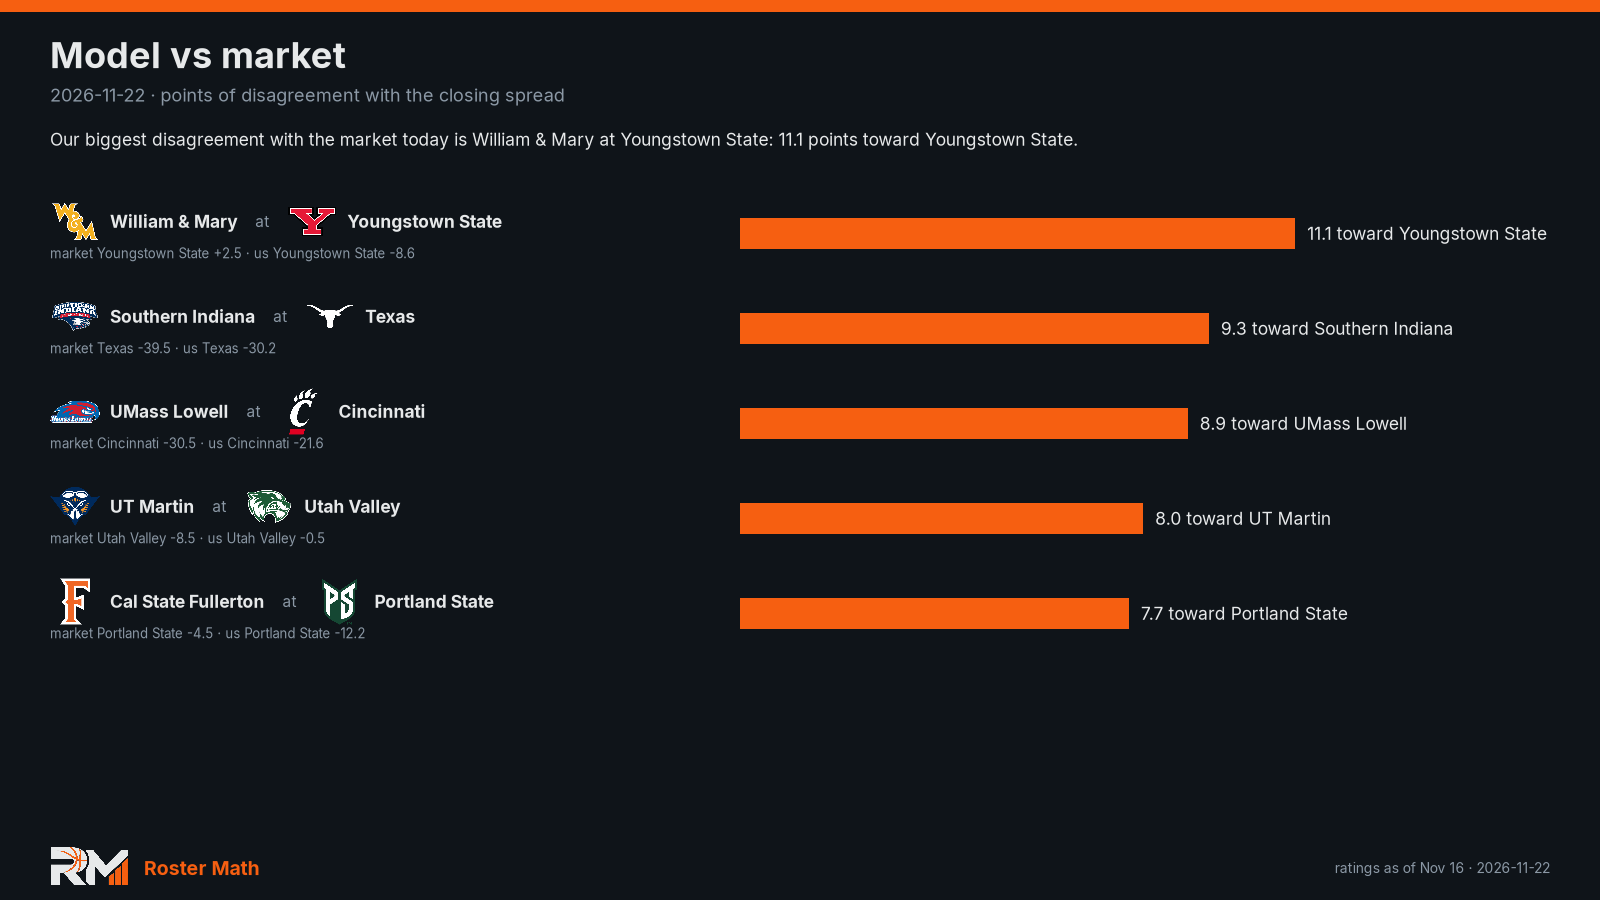 Model vs market
2026-11-22 · points of disagreement with the closing spread
Our biggest disagreement with the market today is William & Mary at Youngstown State: 11.1 points toward Youngstown State.
William & Mary at Youngstown State
11.1 toward Youngstown State
market Youngstown State +2.5 · us Youngstown State -8.6
Southern Indiana at Texas
9.3 toward Southern Indiana
market Texas -39.5 · us Texas -30.2
UMass Lowell at Cincinnati
8.9 toward UMass Lowell
market Cincinnati -30.5 · us Cincinnati -21.6
UT Martin at Utah Valley
8.0 toward UT Martin
market Utah Valley -8.5 · us Utah Valley -0.5
Cal State Fullerton at Portland State
7.7 toward Portland State
market Portland State -4.5 · us Portland State -12.2
RM Roster Math
ratings as of Nov 16 · 2026-11-22